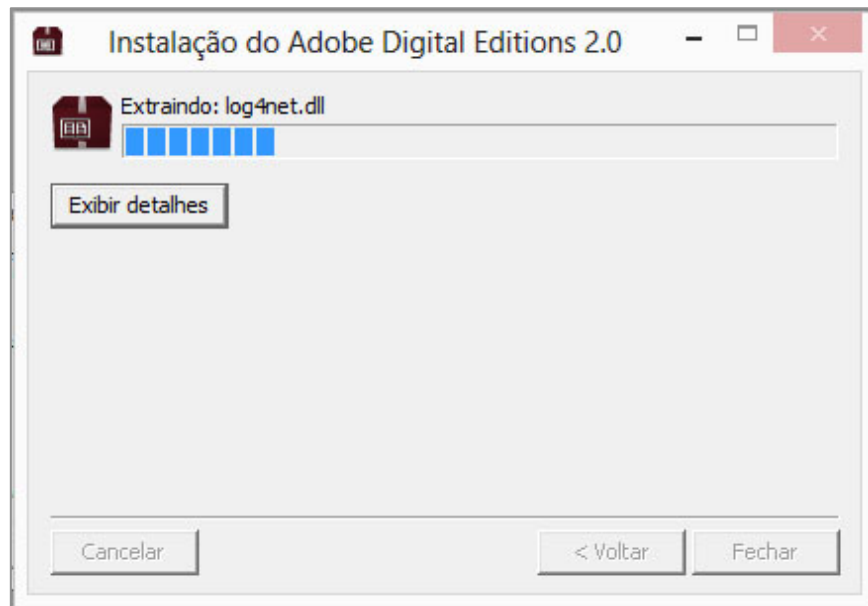 Instalação do Adobe Digital Editions 2.0
Extraindo: log4net.dll
Exibir detalhes
Cancelar
< Voltar
Fechar